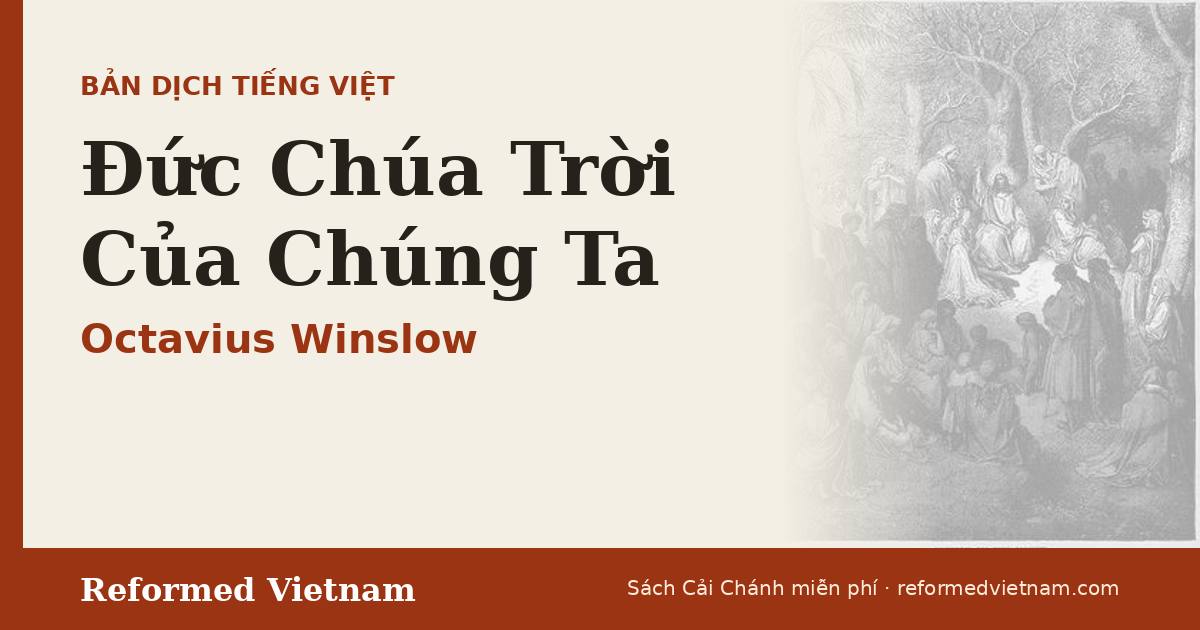 BẢN DỊCH TIẾNG VIỆT
Đức Chúa Trời
Của Chúng Ta
Octavius Winslow
Reformed Vietnam
Sách Cải Chánh miễn phí · reformedvietnam.com